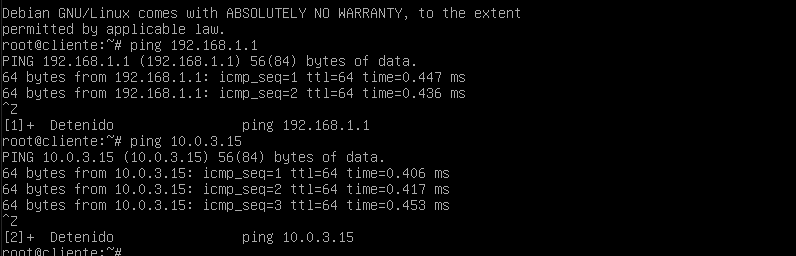 Debian GNU/Linux comes with ABSOLUTELY NO WARRANTY, to the extent
permitted by applicable law.
root@cliente:~# ping 192.168.1.1
PING 192.168.1.1 (192.168.1.1) 56(84) bytes of data.
64 bytes from 192.168.1.1: icmp_seq=1 ttl=64 time=0.447 ms
64 bytes from 192.168.1.1: icmp_seq=2 ttl=64 time=0.436 ms
^Z
[1]+  Detenido                ping 192.168.1.1
root@cliente:~# ping 10.0.3.15
PING 10.0.3.15 (10.0.3.15) 56(84) bytes of data.
64 bytes from 10.0.3.15: icmp_seq=1 ttl=64 time=0.406 ms
64 bytes from 10.0.3.15: icmp_seq=2 ttl=64 time=0.417 ms
64 bytes from 10.0.3.15: icmp_seq=3 ttl=64 time=0.453 ms
^Z
[2]+  Detenido                ping 10.0.3.15
root@cliente:~#